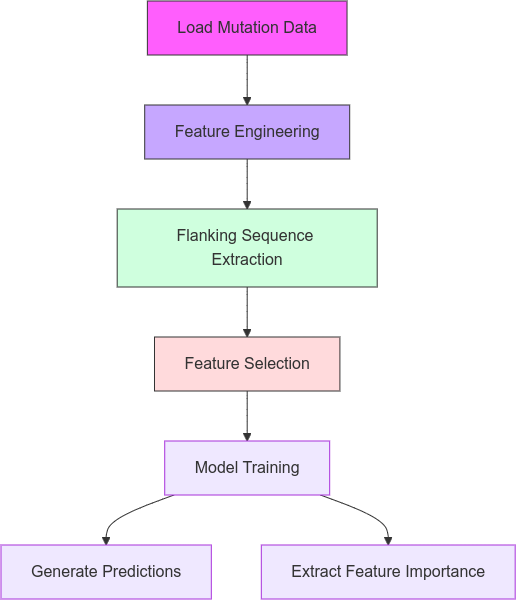 Load Mutation Data
Feature Engineering
Flanking Sequence
Extraction
Feature Selection
Model Training
Generate Predictions
Extract Feature Importance